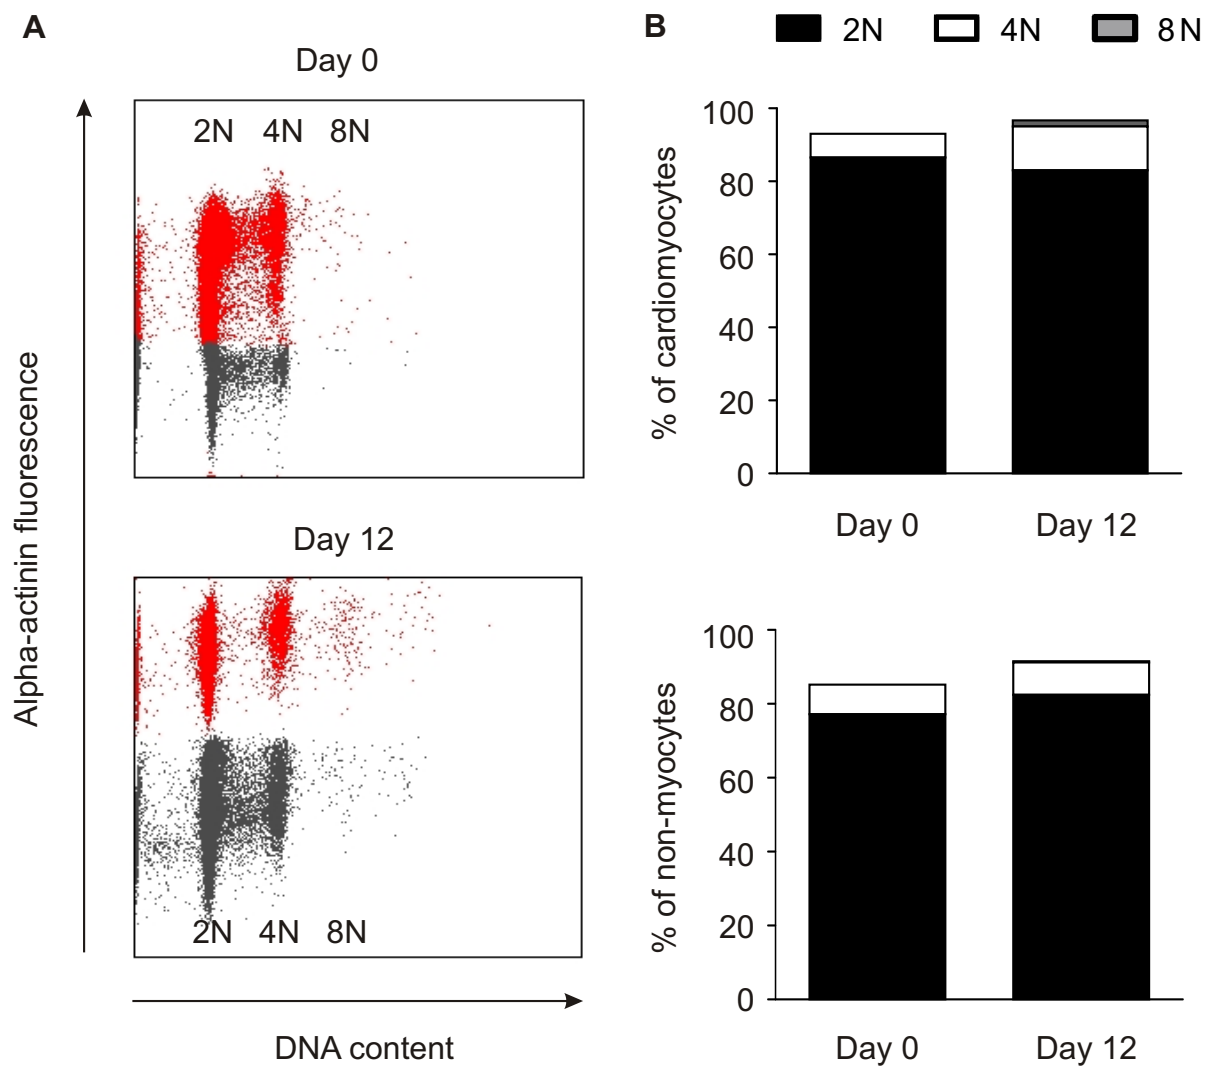 A
Day 0
2N 4N 8N
Day 12
2N 4N 8N
Alpha-actinin fluorescence
DNA content
B
2N 4N 8N
100
80
60
40
20
0
% of cardiomyocytes
Day 0 Day 12
100
80
60
40
20
0
% of non-myocytes
Day 0 Day 12